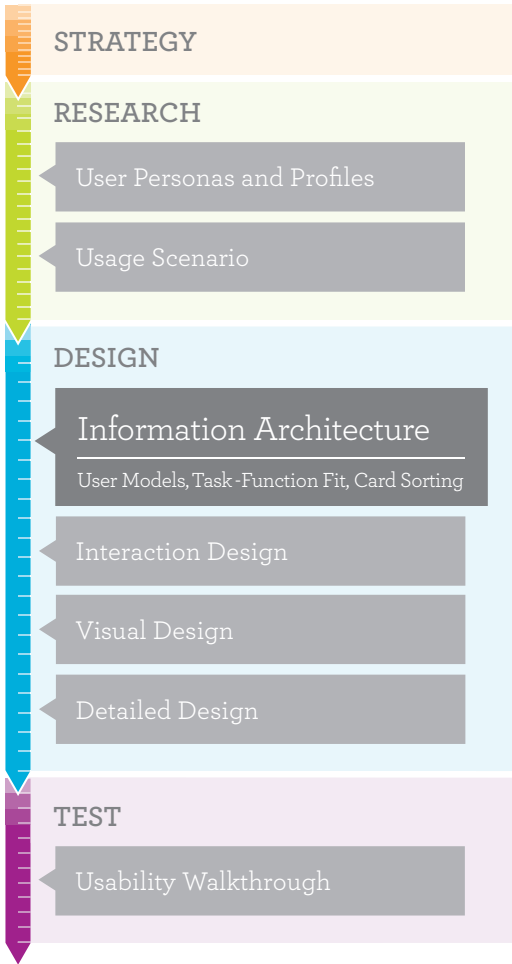 STRATEGY
RESEARCH
User Personas and Profiles
Usage Scenario
DESIGN
Information Architecture
User Models, Task-Function Fit, Card Sorting
Interaction Design
Visual Design
Detailed Design
TEST
Usability Walkthrough